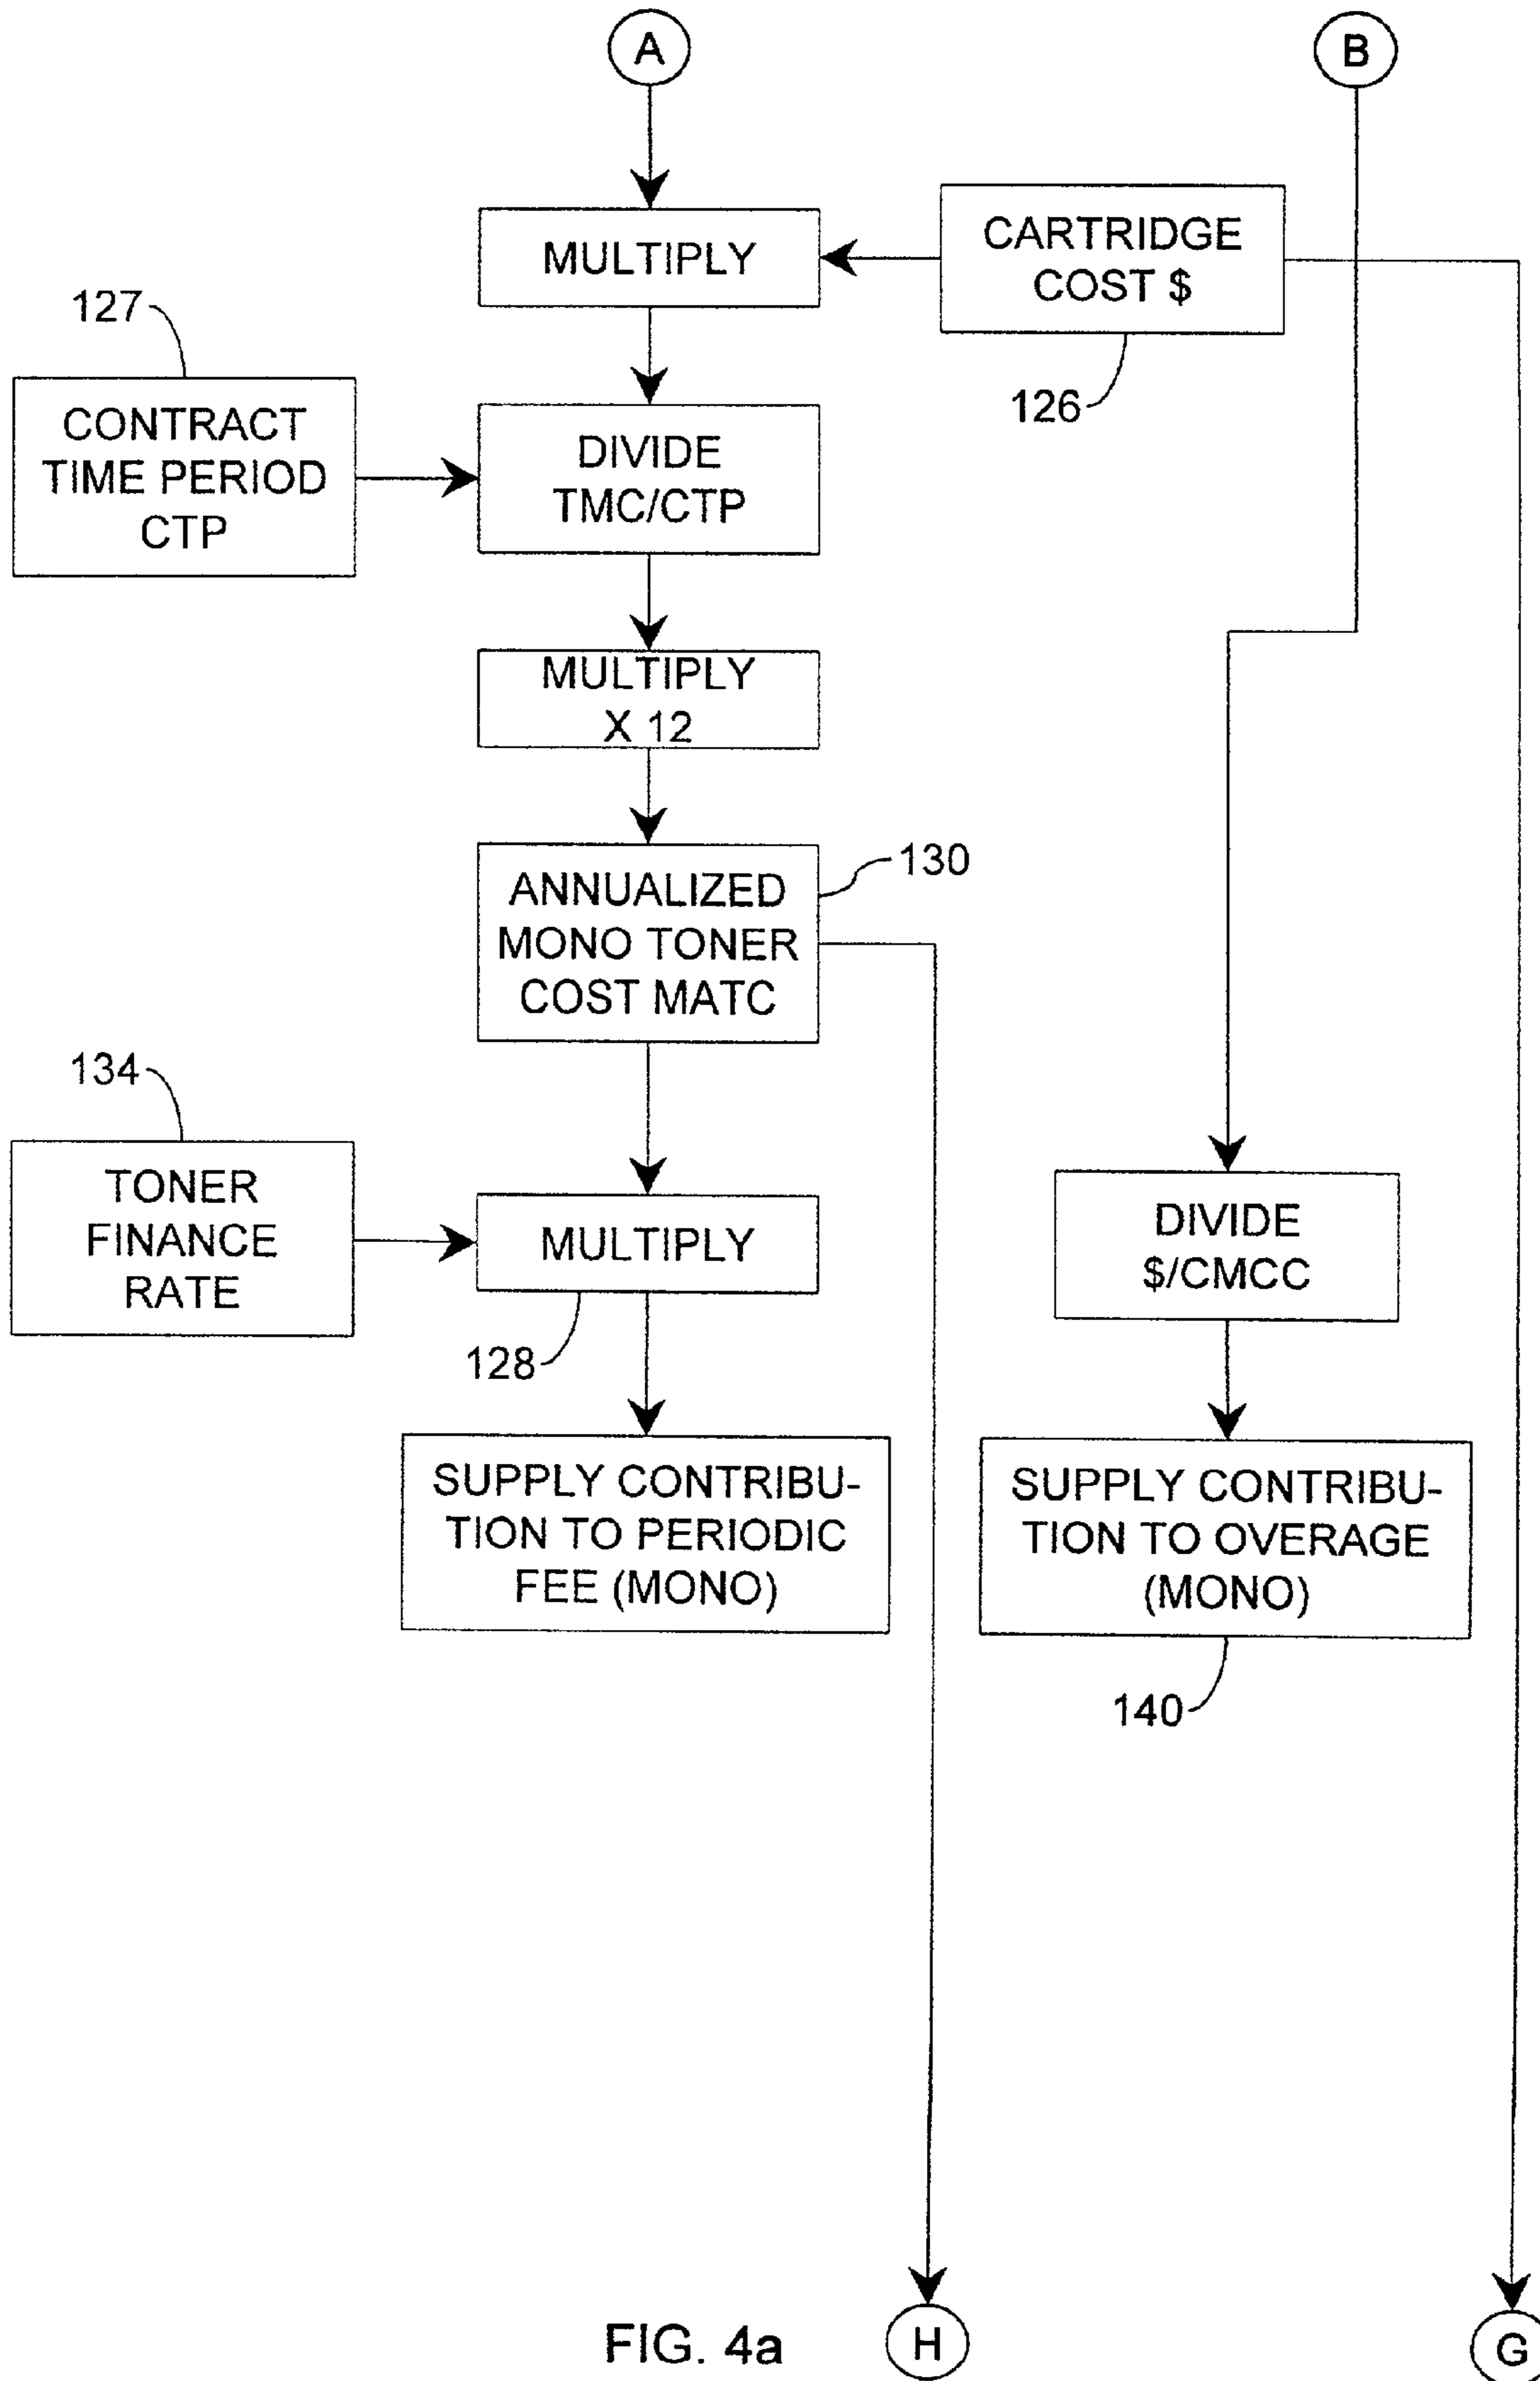 A
B
MULTIPLY
CARTRIDGE
COST $
126
127
CONTRACT
TIME PERIOD
CTP
DIVIDE
TMC/CTP
MULTIPLY
X 12
ANNUALIZED
MONO TONER
COST MATC
130
134
TONER
FINANCE
RATE
MULTIPLY
128
DIVIDE
$/CMCC
SUPPLY CONTRIBU-
TION TO PERIODIC
FEE (MONO)
SUPPLY CONTRIBU-
TION TO OVERAGE
(MONO)
140
FIG. 4a
H
G